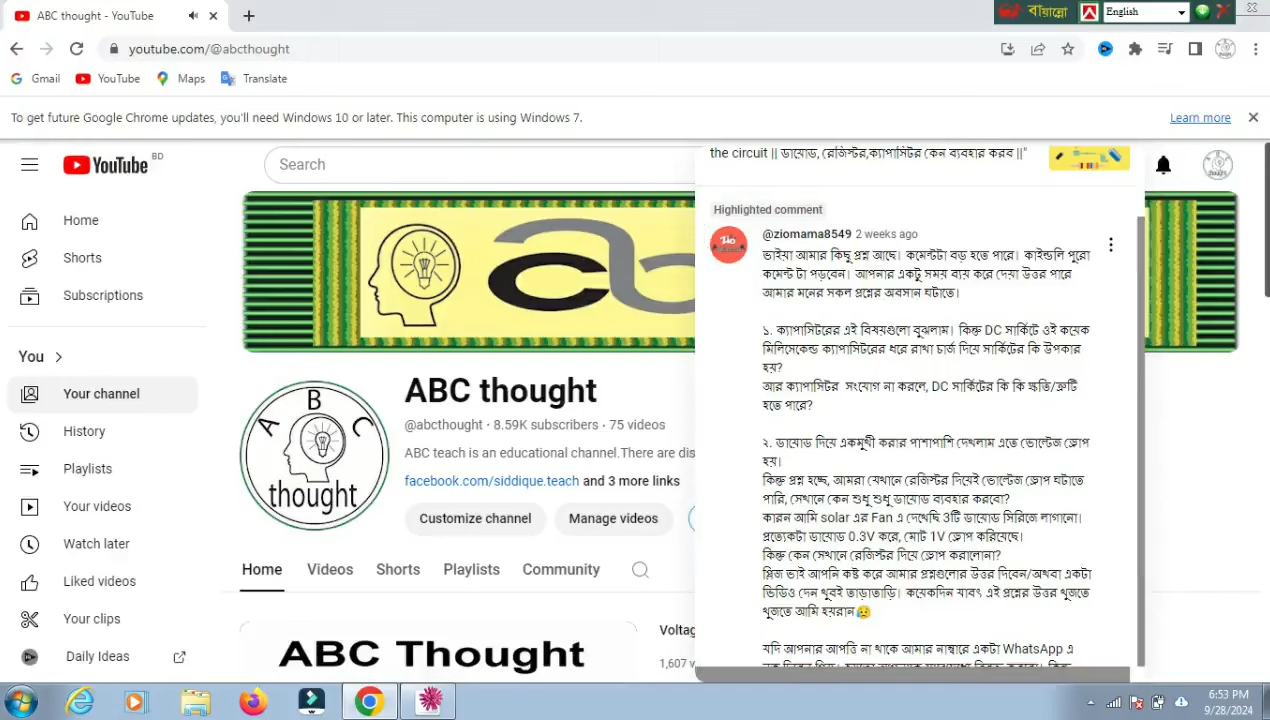 ABC thought - YouTube
বায়ান্নো
English
youtube.com/@abcthought
Gmail YouTube Maps Translate
To get future Google Chrome updates, you'll need Windows 10 or later. This computer is using Windows 7. Learn more
YouTube BD
Search
Home
Shorts
Subscriptions
You
Your channel
History
Playlists
Your videos
Watch later
Liked videos
Your clips
Daily Ideas
A B C
thought
ABC thought
@abcthought · 8.59K subscribers · 75 videos
ABC teach is an educational channel.There are dis
facebook.com/siddique.teach and 3 more links
Customize channel Manage videos
Home Videos Shorts Playlists Community
ABC Thought
Voltag
1,607 v
the circuit || ডায়োড, রেজিস্টর,ক্যাপাসিটর কেন ব্যবহার করব ||"
Highlighted comment
@ziomama8549 2 weeks ago
ভাইয়া আমার কিছু প্রশ্ন আছে। কমেন্টটা বড় হতে পারে। কাইন্ডলি পুরো
কমেন্ট টা পড়বেন। আপনার একটু সময় ব্যয় করে দেয়া উত্তর পারে
আমার মনের সকল প্রশ্নের অবসান ঘটাতে।
১. ক্যাপাসিটরের এই বিষয়গুলো বুঝলাম। কিন্তু DC সার্কিটে ওই কয়েক
মিলিসেকেন্ড ক্যাপাসিটরের ধরে রাখা চার্জ দিয়ে সার্কিটের কি উপকার
হয়?
আর ক্যাপাসিটর সংযোগ না করলে, DC সার্কিটের কি কি ক্ষতি/ত্রুটি
হতে পারে?
২. ডায়োড দিয়ে একমুখী করার পাশাপাশি দেখলাম এতে ভোল্টেজ ড্রোপ
হয়।
কিন্তু প্রশ্ন হচ্ছে, আমরা যেখানে রেজিস্টর দিয়েই ভোল্টেজ ড্রোপ ঘটাতে
পারি, সেখানে কেন শুধু শুধু ডায়োড ব্যবহার করবো?
কারন আমি solar এর Fan এ দেখেছি 3টি ডায়োড সিরিজে লাগানো।
প্রত্যেকটা ডায়োড 0.3V করে, মোট 1V ড্রোপ করিয়েছে।
কিন্তু কেন সেখানে রেজিস্টর দিয়ে ড্রোপ করালোনা?
প্লিজ ভাই আপনি কষ্ট করে আমার প্রশ্নগুলোর উত্তর দিবেন/অথবা একটা
ভিডিও দেন খুবই তাড়াতাড়ি। কয়েকদিন যাবৎ এই প্রশ্নের উত্তর খুজতে
খুজতে আমি হয়রান😥
যদি আপনার আপত্তি না থাকে আমার নাম্বারে একটা WhatsApp এ
6:53 PM
9/28/2024